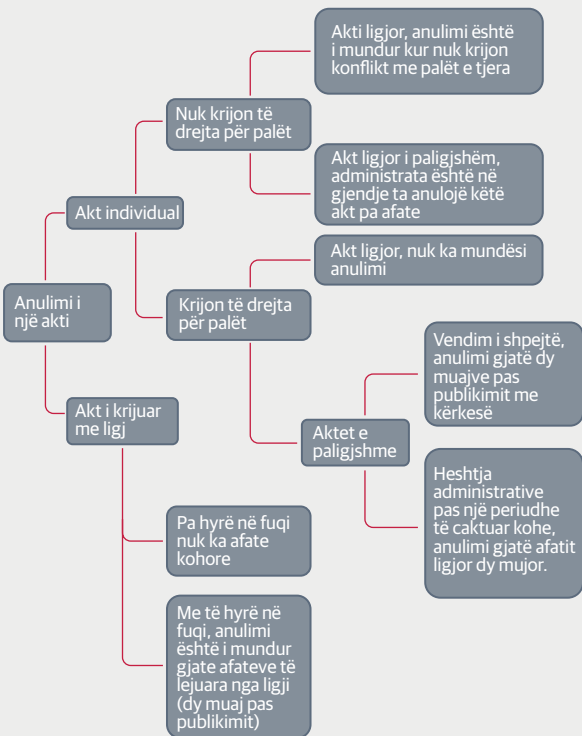 Akti ligjor, anulimi është
i mundur kur nuk krijon
konflikt me palët e tjera
Nuk krijon të
drejta për palët
Akt ligjor i paligjshëm,
administrata është në
gjendje ta anulojë këtë
akt pa afate
Akt individual
Akt ligjor, nuk ka mundësi
anulimi
Anulimi i
një akti
Krijon të drejta
për palët
Vendim i shpejtë,
anulimi gjatë dy
muajve pas
publikimit me
kërkesë
Akt i krijuar
me ligj
Aktet e
paligjshme
Heshtja
administrative
pas një periudhe
të caktuar kohe,
anulimi gjatë afatit
ligjor dy mujor.
Pa hyrë në fuqi
nuk ka afate
kohore
Me të hyrë në
fuqi, anulimi
është i mundur
gjate afateve të
lejuara nga ligji
(dy muaj pas
publikimit)